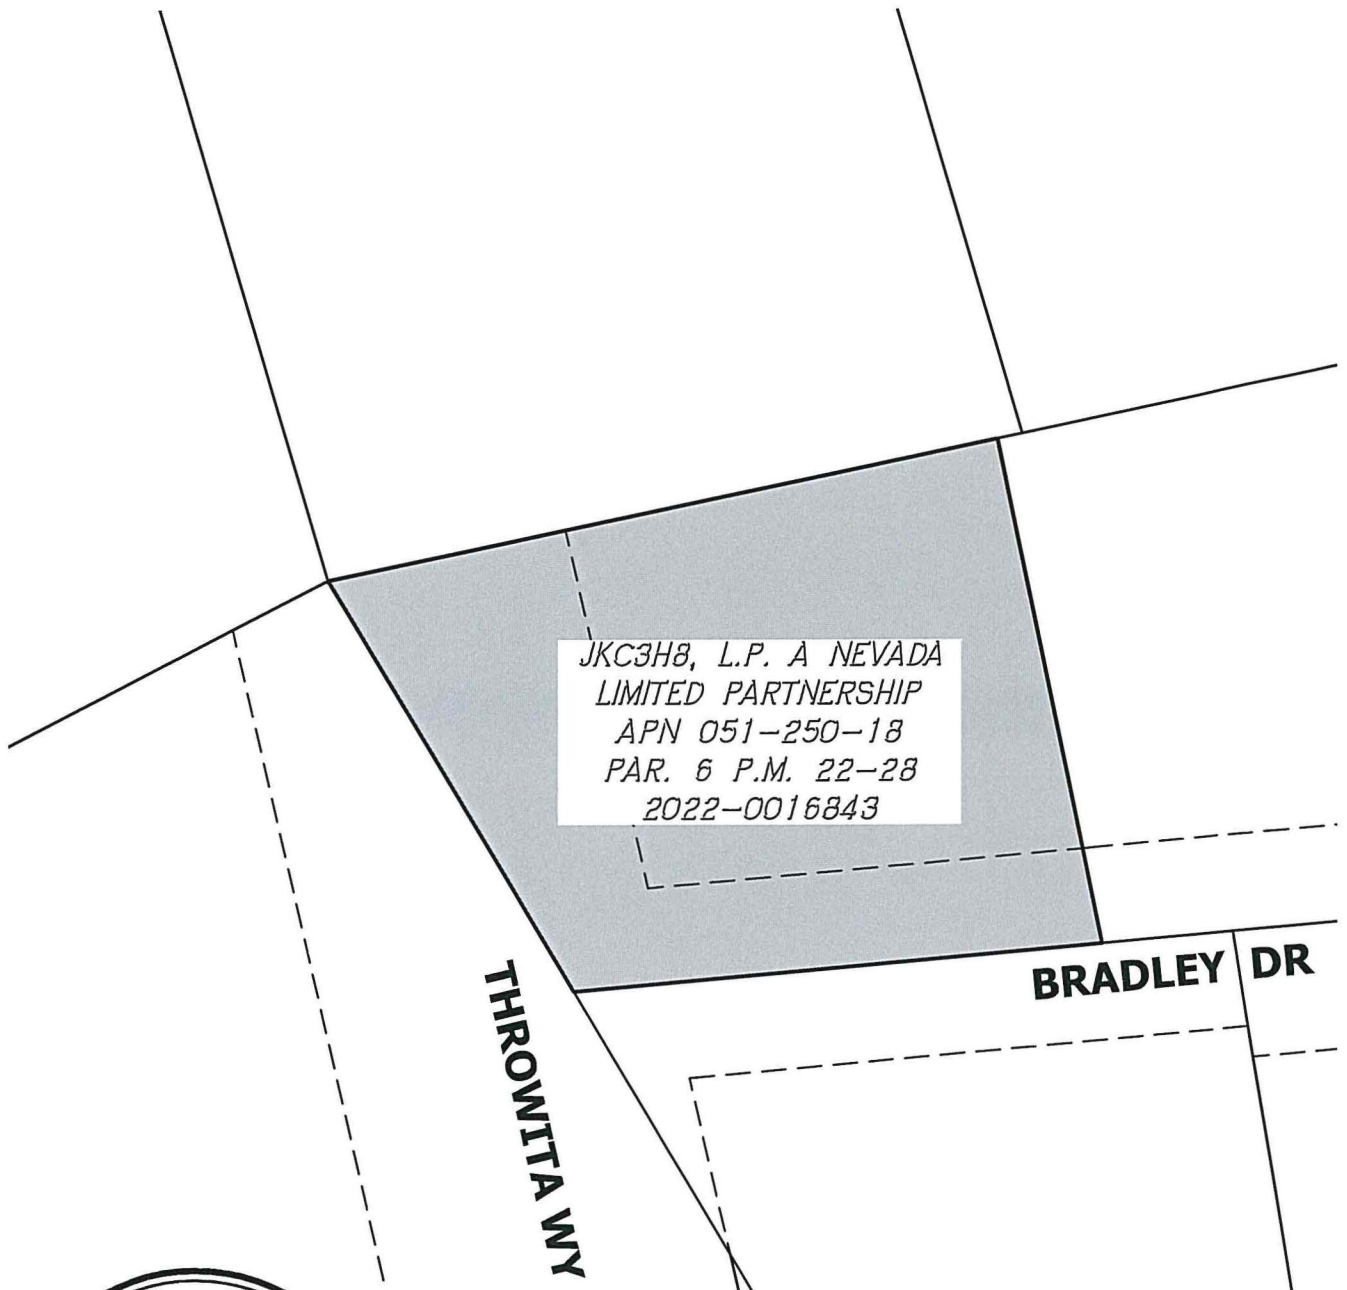 JKC3H8, L.P. A NEVADA
LIMITED PARTNERSHIP
APN 051-250-18
PAR. 6 P.M. 22-28
2022-0016843
BRADLEY DR
THROWITA WY